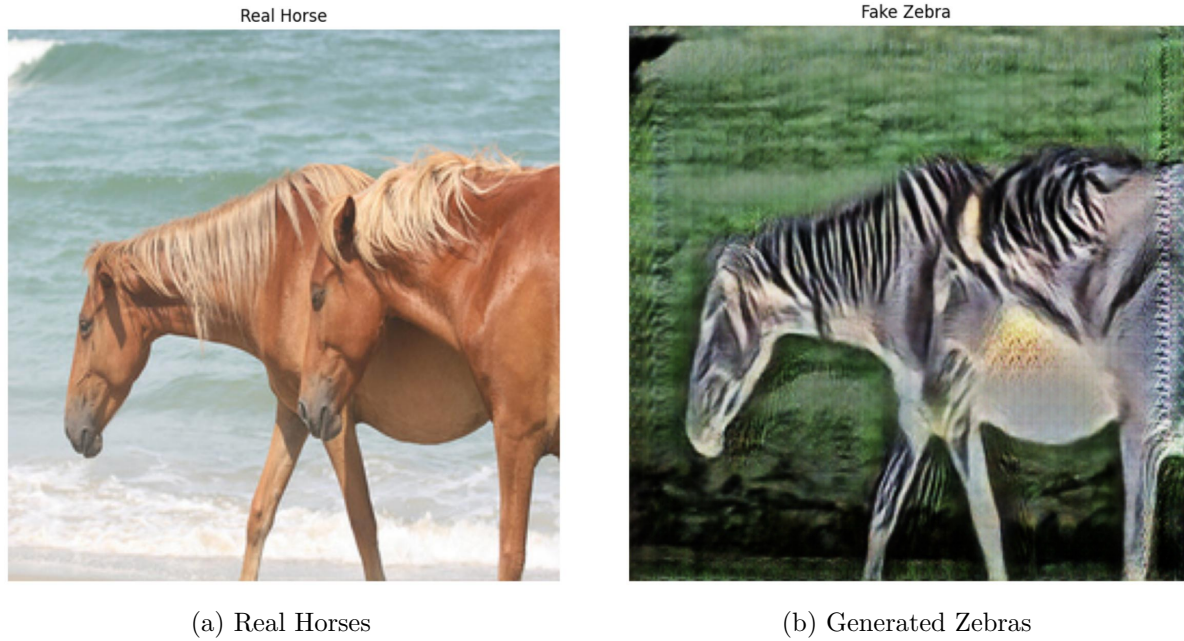 Real Horse
Fake Zebra
(a) Real Horses
(b) Generated Zebras